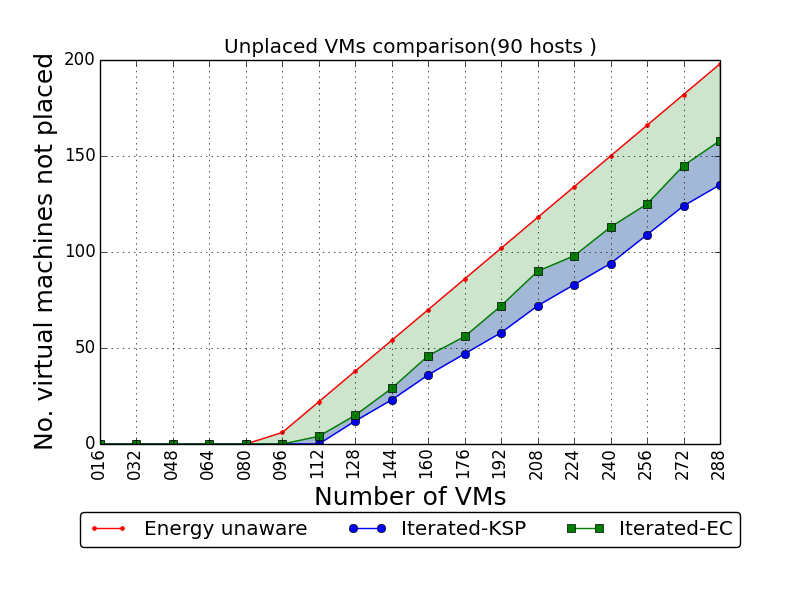 Unplaced VMs comparison(90 hosts )
No. virtual machines not placed
200
150
100
50
0
016 032 048 064 080 096 112 128 144 160 176 192 208 224 240 256 272 288
Number of VMs
Energy unaware Iterated-KSP Iterated-EC